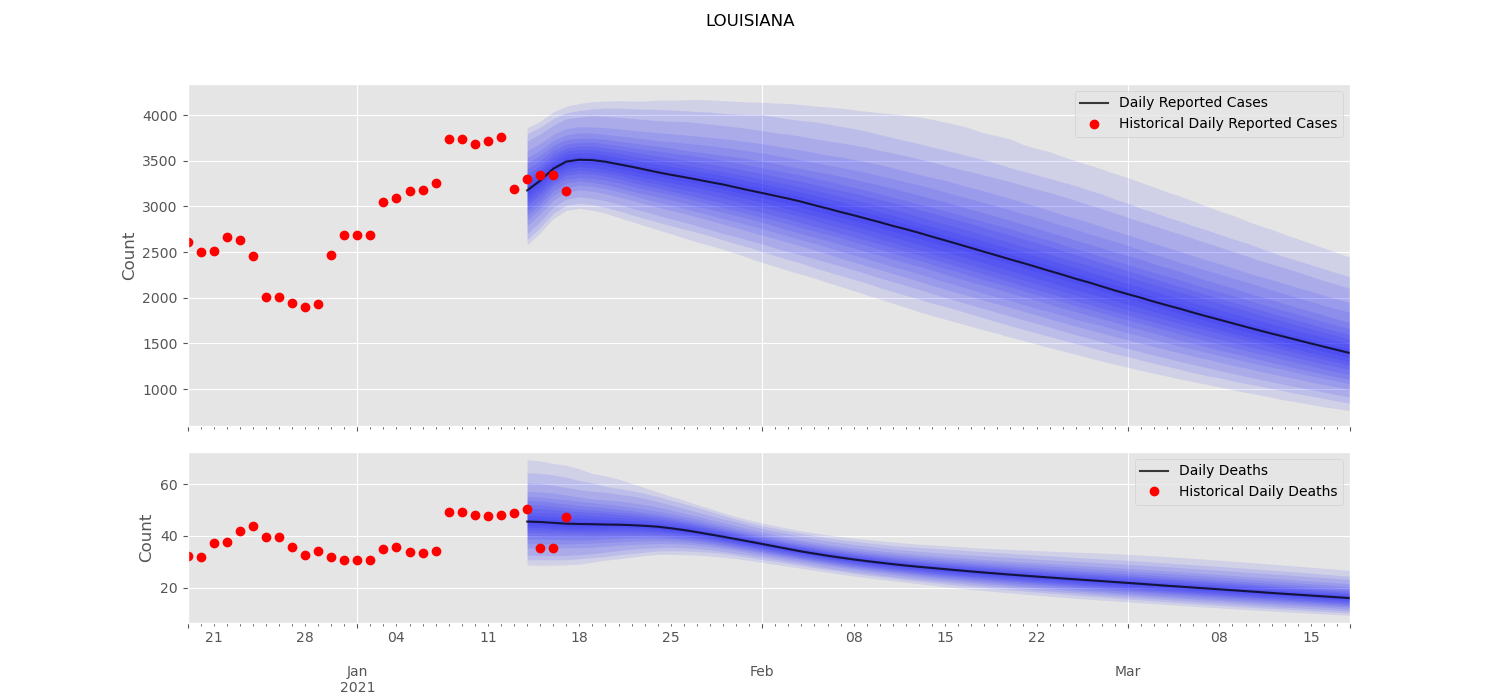 LOUISIANA
Daily Reported Cases
Historical Daily Reported Cases
Count
4000
3500
3000
2500
2000
1500
1000
Daily Deaths
Historical Daily Deaths
Count
60
40
20
21 28 04 11 18 25 08 15 22 08 15
Jan Feb Mar
2021